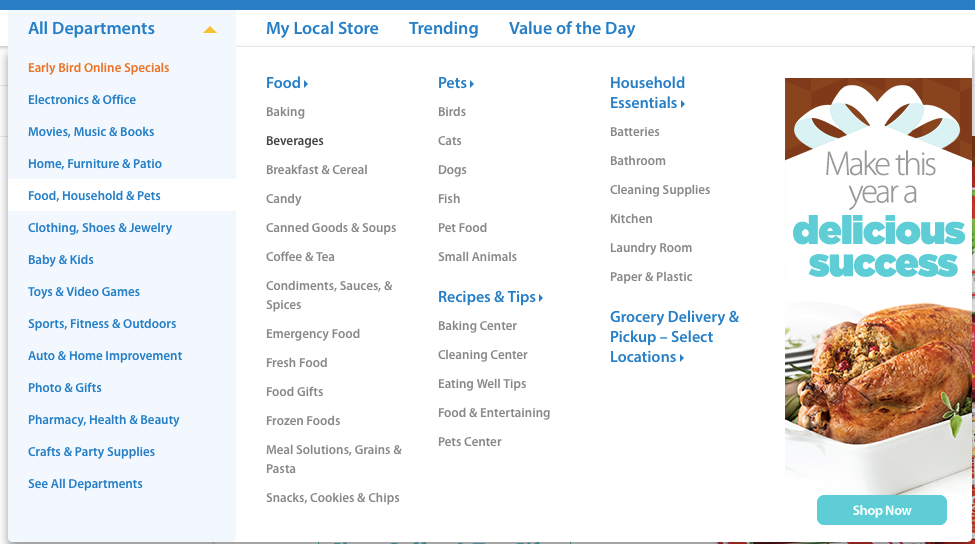 All Departments
My Local Store
Trending
Value of the Day
Early Bird Online Specials
Electronics & Office
Movies, Music & Books
Home, Furniture & Patio
Food, Household & Pets
Clothing, Shoes & Jewelry
Baby & Kids
Toys & Video Games
Sports, Fitness & Outdoors
Auto & Home Improvement
Photo & Gifts
Pharmacy, Health & Beauty
Crafts & Party Supplies
See All Departments
Food
Baking
Beverages
Breakfast & Cereal
Candy
Canned Goods & Soups
Coffee & Tea
Condiments, Sauces, &
Spices
Emergency Food
Fresh Food
Food Gifts
Frozen Foods
Meal Solutions, Grains &
Pasta
Snacks, Cookies & Chips
Pets
Birds
Cats
Dogs
Fish
Pet Food
Small Animals
Recipes & Tips
Baking Center
Cleaning Center
Eating Well Tips
Food & Entertaining
Pets Center
Household
Essentials
Batteries
Bathroom
Cleaning Supplies
Kitchen
Laundry Room
Paper & Plastic
Grocery Delivery &
Pickup – Select
Locations
Make this
year a
delicious
success
Shop Now